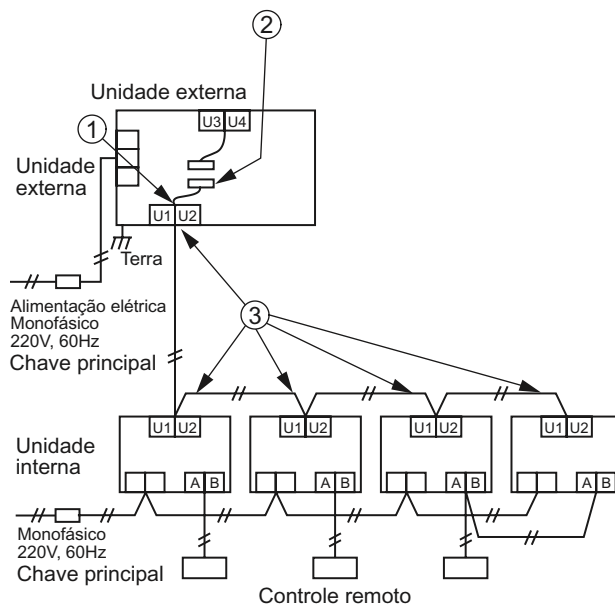 ②
Unidade externa
①
U3 U4
Unidade
externa
U1 U2
Terra
Alimentação elétrica
Monofásico
220V, 60Hz
Chave principal
③
U1 U2
U1 U2
U1 U2
U1 U2
Unidade
interna
A B
A B
A B
A B
Monofásico
220V, 60Hz
Chave principal
Controle remoto